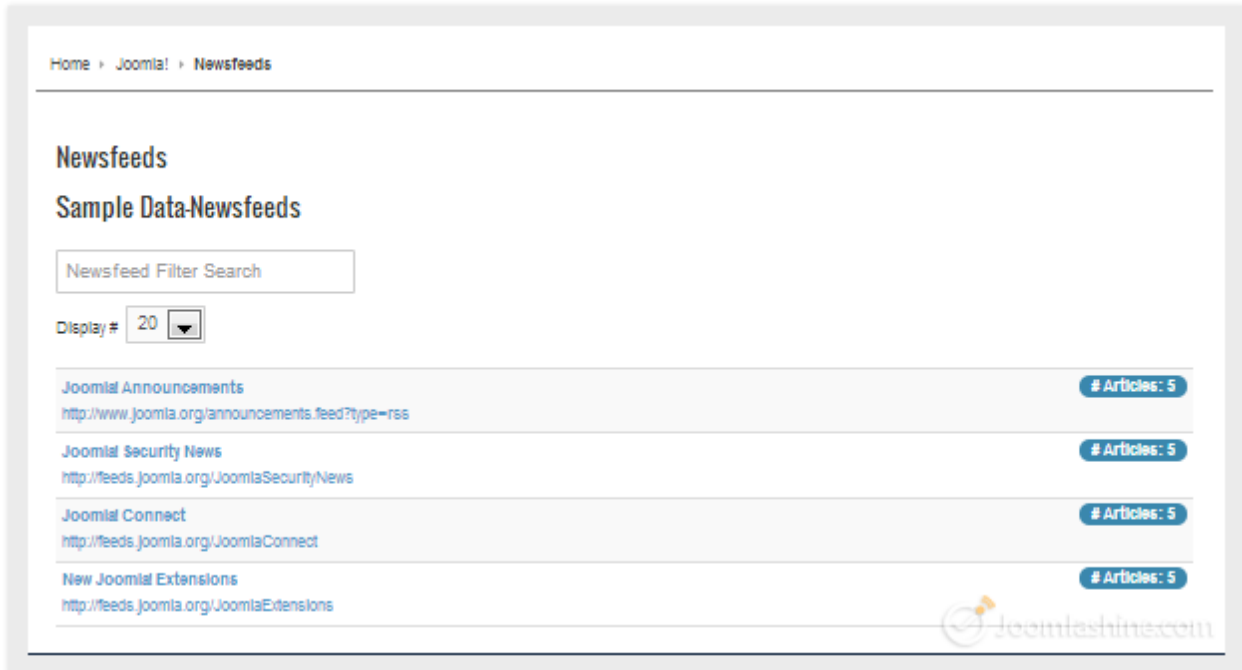 Home Joomla! Newsfeeds
Newsfeeds
Sample Data-Newsfeeds
Newsfeed Filter Search
Display # 20
Joomla! Announcements # Articles: 5
http://www.joomla.org/announcements.feed?type=rss
Joomla! Security News # Articles: 5
http://feeds.joomla.org/JoomlaSecurityNews
Joomla! Connect # Articles: 5
http://feeds.joomla.org/JoomlaConnect
New Joomla! Extensions # Articles: 5
http://feeds.joomla.org/JoomlaExtensions
Joomlashine.com